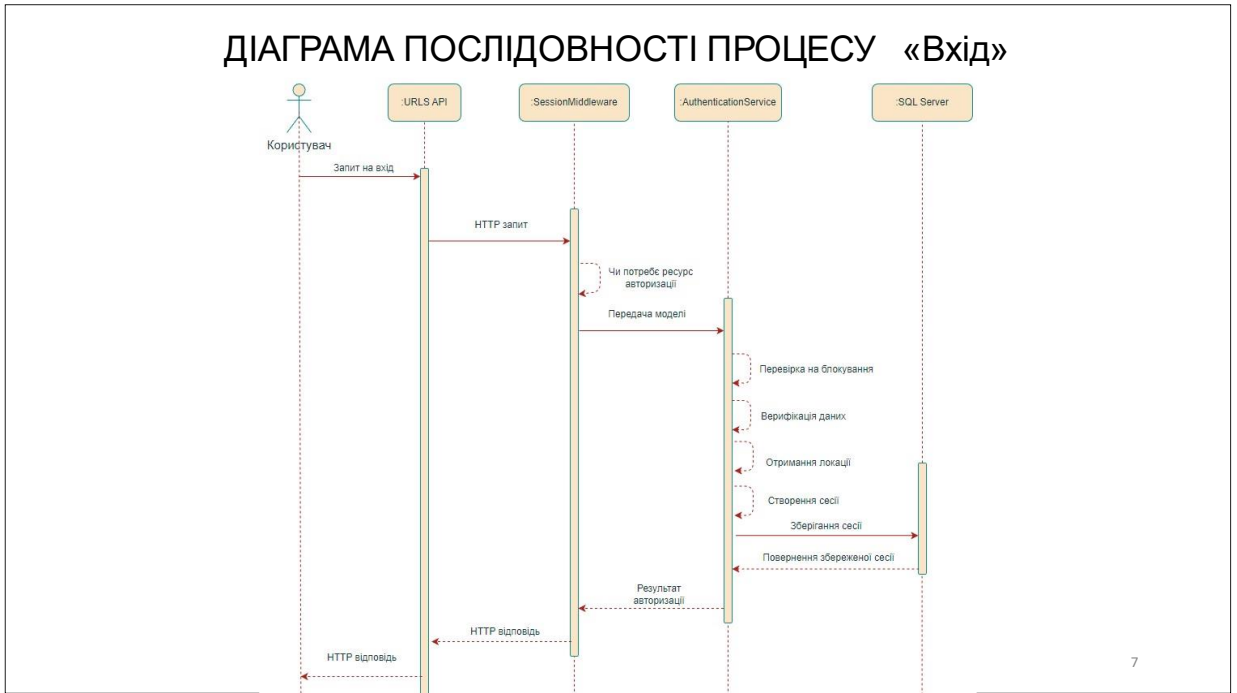 ДІАГРАМА ПОСЛІДОВНОСТІ ПРОЦЕСУ «Вхід»
:URLS API
:SessionMiddleware
:AuthenticationService
:SQL Server
Користувач
Запит на вхід
HTTP запит
Чи потребє ресурс
авторизації
Передача моделі
Перевірка на блокування
Верифікація даних
Отримання локації
Створення сесії
Зберігання сесії
Повернення збереженої сесії
Результат
авторизації
HTTP відповідь
HTTP відповідь
7